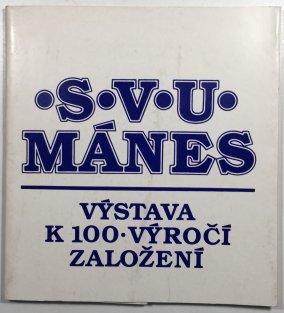 •S•V•U•
MÁNES
VÝSTAVA
K 100•VÝROČÍ
ZALOŽENÍ